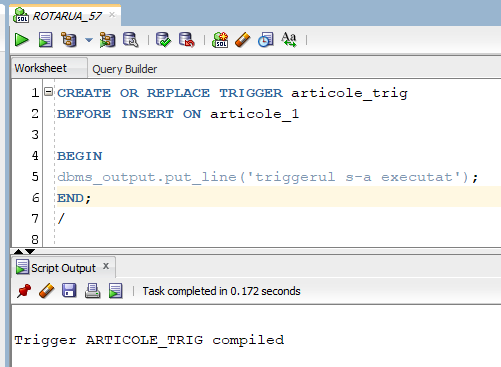 ROTARUA_57
SQL
Aa
Worksheet
Query Builder
1 CREATE OR REPLACE TRIGGER articole_trig
2 BEFORE INSERT ON articole_1
3
4 BEGIN
5 dbms_output.put_line('triggerul s-a executat');
6 END;
7 /
8
Script Output x
Task completed in 0.172 seconds
Trigger ARTICOLE_TRIG compiled